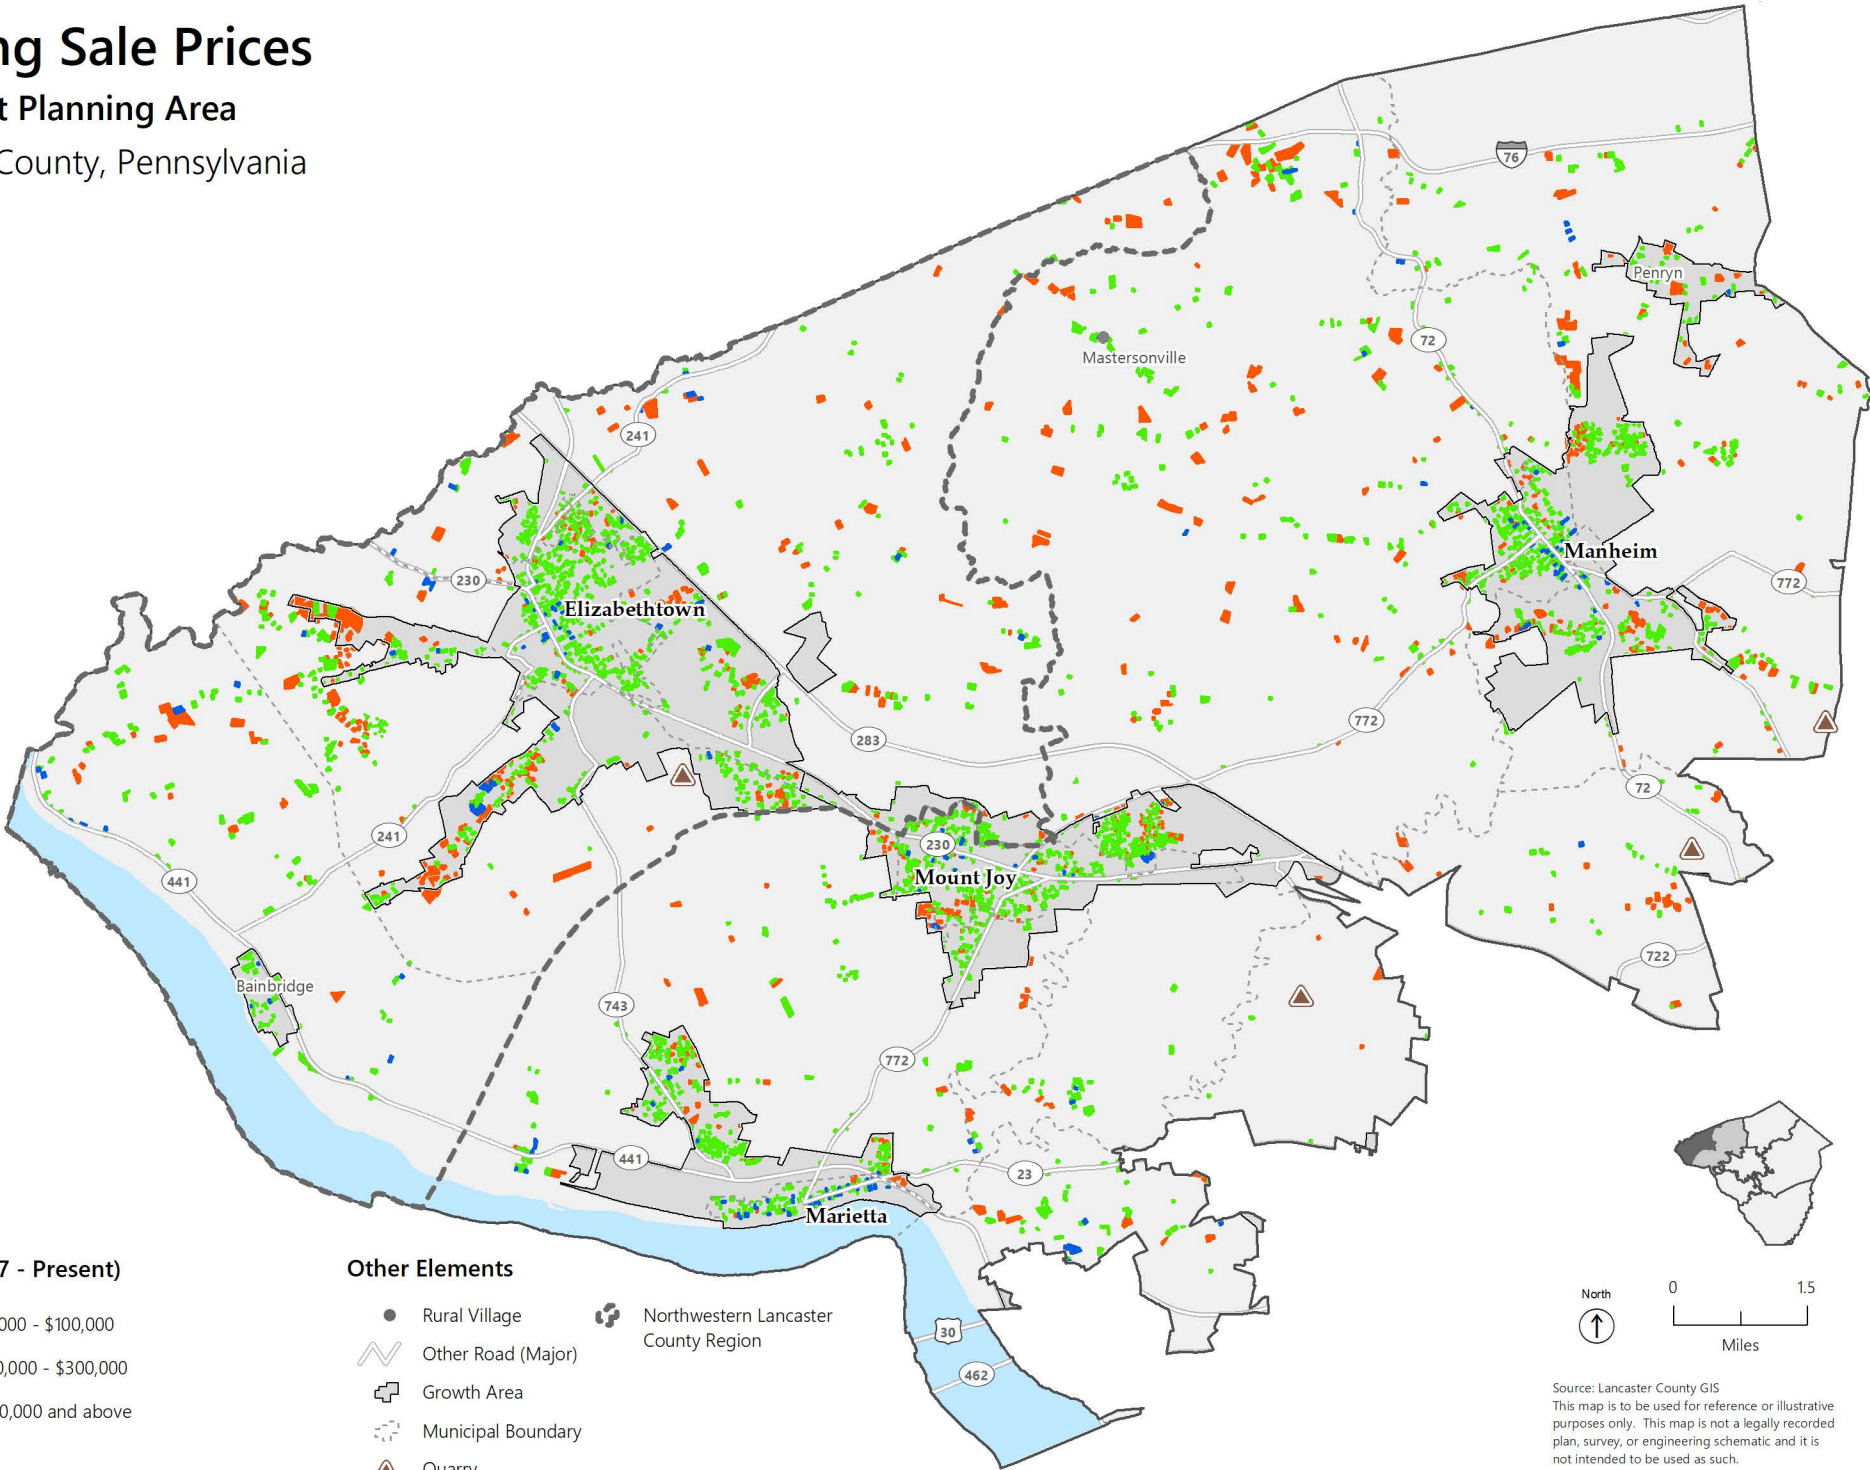 ng Sale Prices
t Planning Area
County, Pennsylvania
76
Penryn
72
Mastersonville
241
Manheim
230
772
Elizabethtown
772
283
72
241
230
441
Mount Joy
722
Bainbridge
743
772
441
23
Marietta
30
462
7 - Present)
000 - $100,000
0,000 - $300,000
0,000 and above
Other Elements
Rural Village
Other Road (Major)
Growth Area
Municipal Boundary
Quarry
Northwestern Lancaster
County Region
North
0 1.5
Miles
Source: Lancaster County GIS
This map is to be used for reference or illustrative
purposes only. This map is not a legally recorded
plan, survey, or engineering schematic and it is
not intended to be used as such.